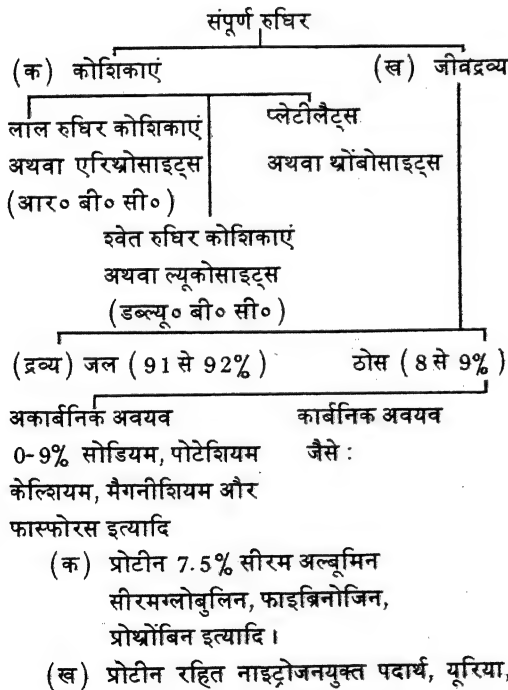 संपूर्ण रुधिर
(क) कोशिकाएं (ख) जीवद्रव्य
लाल रुधिर कोशिकाएं प्लेटीलैट्स
अथवा एरिथ्रोसाइट्स अथवा थ्रोंबोसाइट्स
(आर० बी० सी०)
श्वेत रुधिर कोशिकाएं
अथवा ल्यूकोसाइट्स
(डब्ल्यू० बी० सी०)
(द्रव्य) जल (91 से 92%) ठोस (8 से 9%)
अकार्बनिक अवयव कार्बनिक अवयव
0-9% सोडियम, पोटेशियम जैसे :
केल्शियम, मैगनीशियम और
फास्फोरस इत्यादि
(क) प्रोटीन 7.5% सीरम अल्बूमिन
सीरमग्लोबुलिन, फाइब्रिनोजिन,
प्रोथ्रोंबिन इत्यादि।
(ख) प्रोटीन रहित नाइट्रोजनयुक्त पदार्थ, यूरिया,